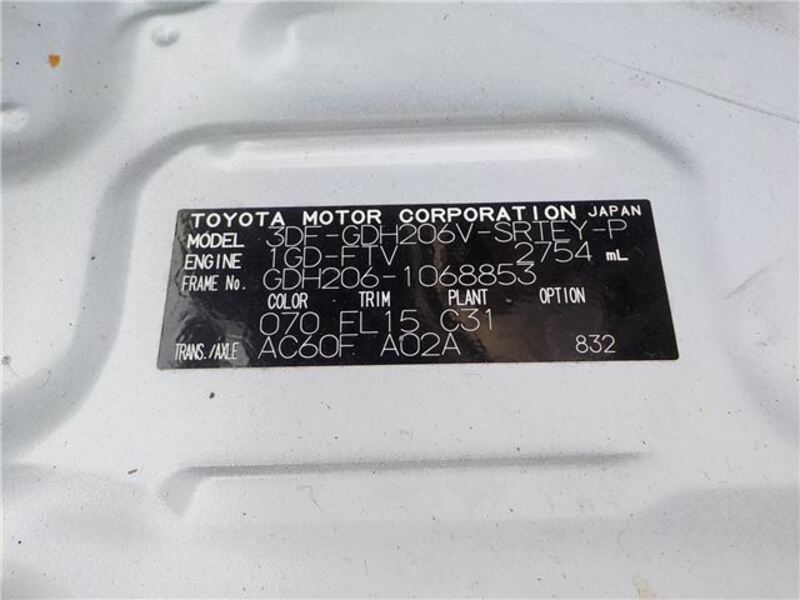 TOYOTA MOTOR CORPORATION JAPAN
MODEL 3DF-GDH206V-SRTEY-P
ENGINE 1GD-FTV 2754 mL
FRAME No. GDH206-1068853
COLOR TRIM PLANT OPTION
070 FL15 C31
TRANS./AXLE AC60F A02A 832